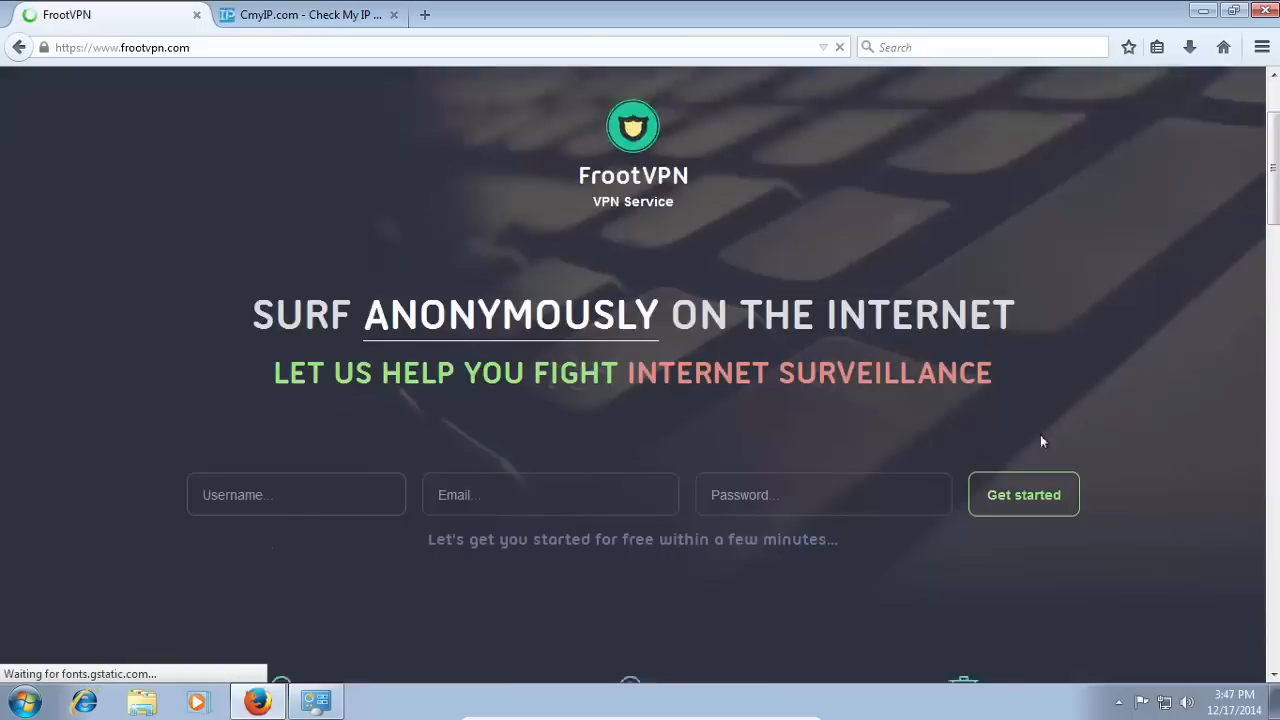 FrootVPN
CmyIP.com - Check My IP ...
https://www.frootvpn.com
Search
FrootVPN
VPN Service
SURF ANONYMOUSLY ON THE INTERNET
LET US HELP YOU FIGHT INTERNET SURVEILLANCE
Username...
Email...
Password...
Get started
Let's get you started for free within a few minutes...
Waiting for fonts.gstatic.com...
3:47 PM
12/17/2014